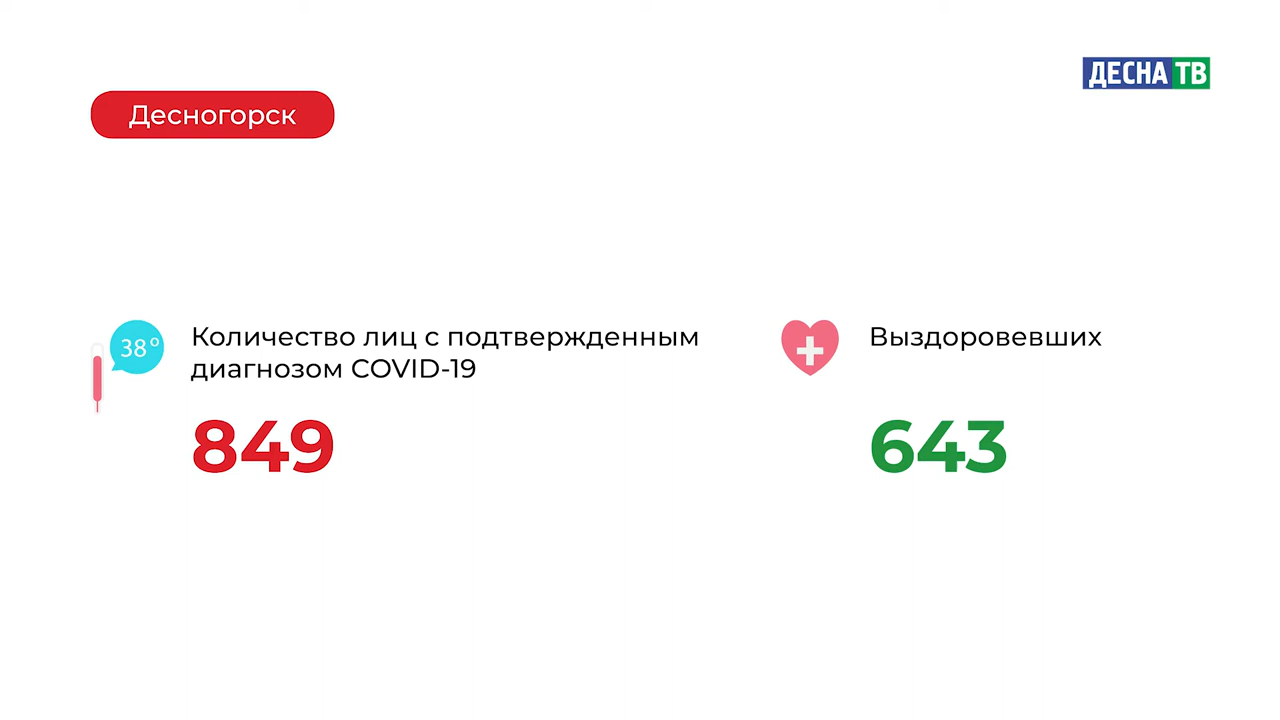 ДЕСНА ТВ
Десногорск
38°
Количество лиц с подтвержденным
диагнозом COVID-19
849
Выздоровевших
643